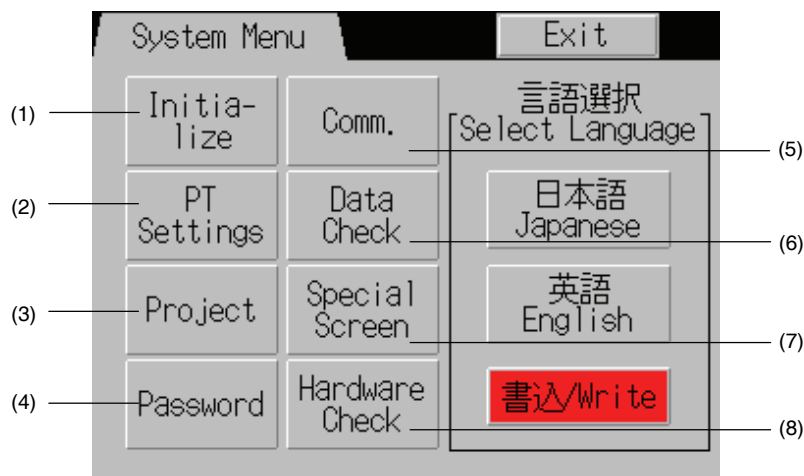 System Menu
Exit
(1)
Initia-
lize
(2)
PT
Settings
(3)
Project
(4)
Password
Comm.
(5)
Data
Check
(6)
Special
Screen
(7)
Hardware
Check
(8)
言語選択
Select Language
日本語
Japanese
英語
English
書込/Write